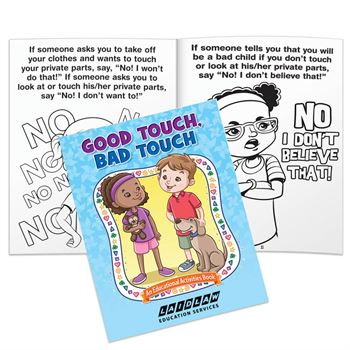 If someone asks you to take off
your clothes and wants to touch
your private parts, say, “No! I won’t
do that!” If someone asks you to
look at or touch his/her private parts,
say “No! I don’t want to!”
NO
NO
NO NO
NO
If someone tells you that you will
be a bad child if you don’t touch
or look at his/her private parts,
say “No! I don’t believe that!”
NO
I DON’T
BELIEVE
THAT!
GOOD TOUCH,
BAD TOUCH
An Educational Activities Book
LAIDLAW
EDUCATION SERVICES